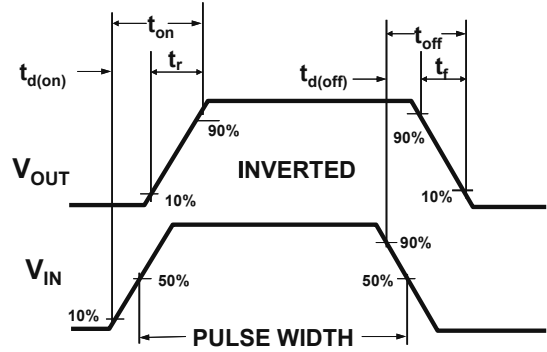 t_on
t_off
t_d(on)
t_r
t_d(off)
t_f
90%
90%
V_OUT
INVERTED
10%
10%
90%
V_IN
50%
50%
10%
PULSE WIDTH